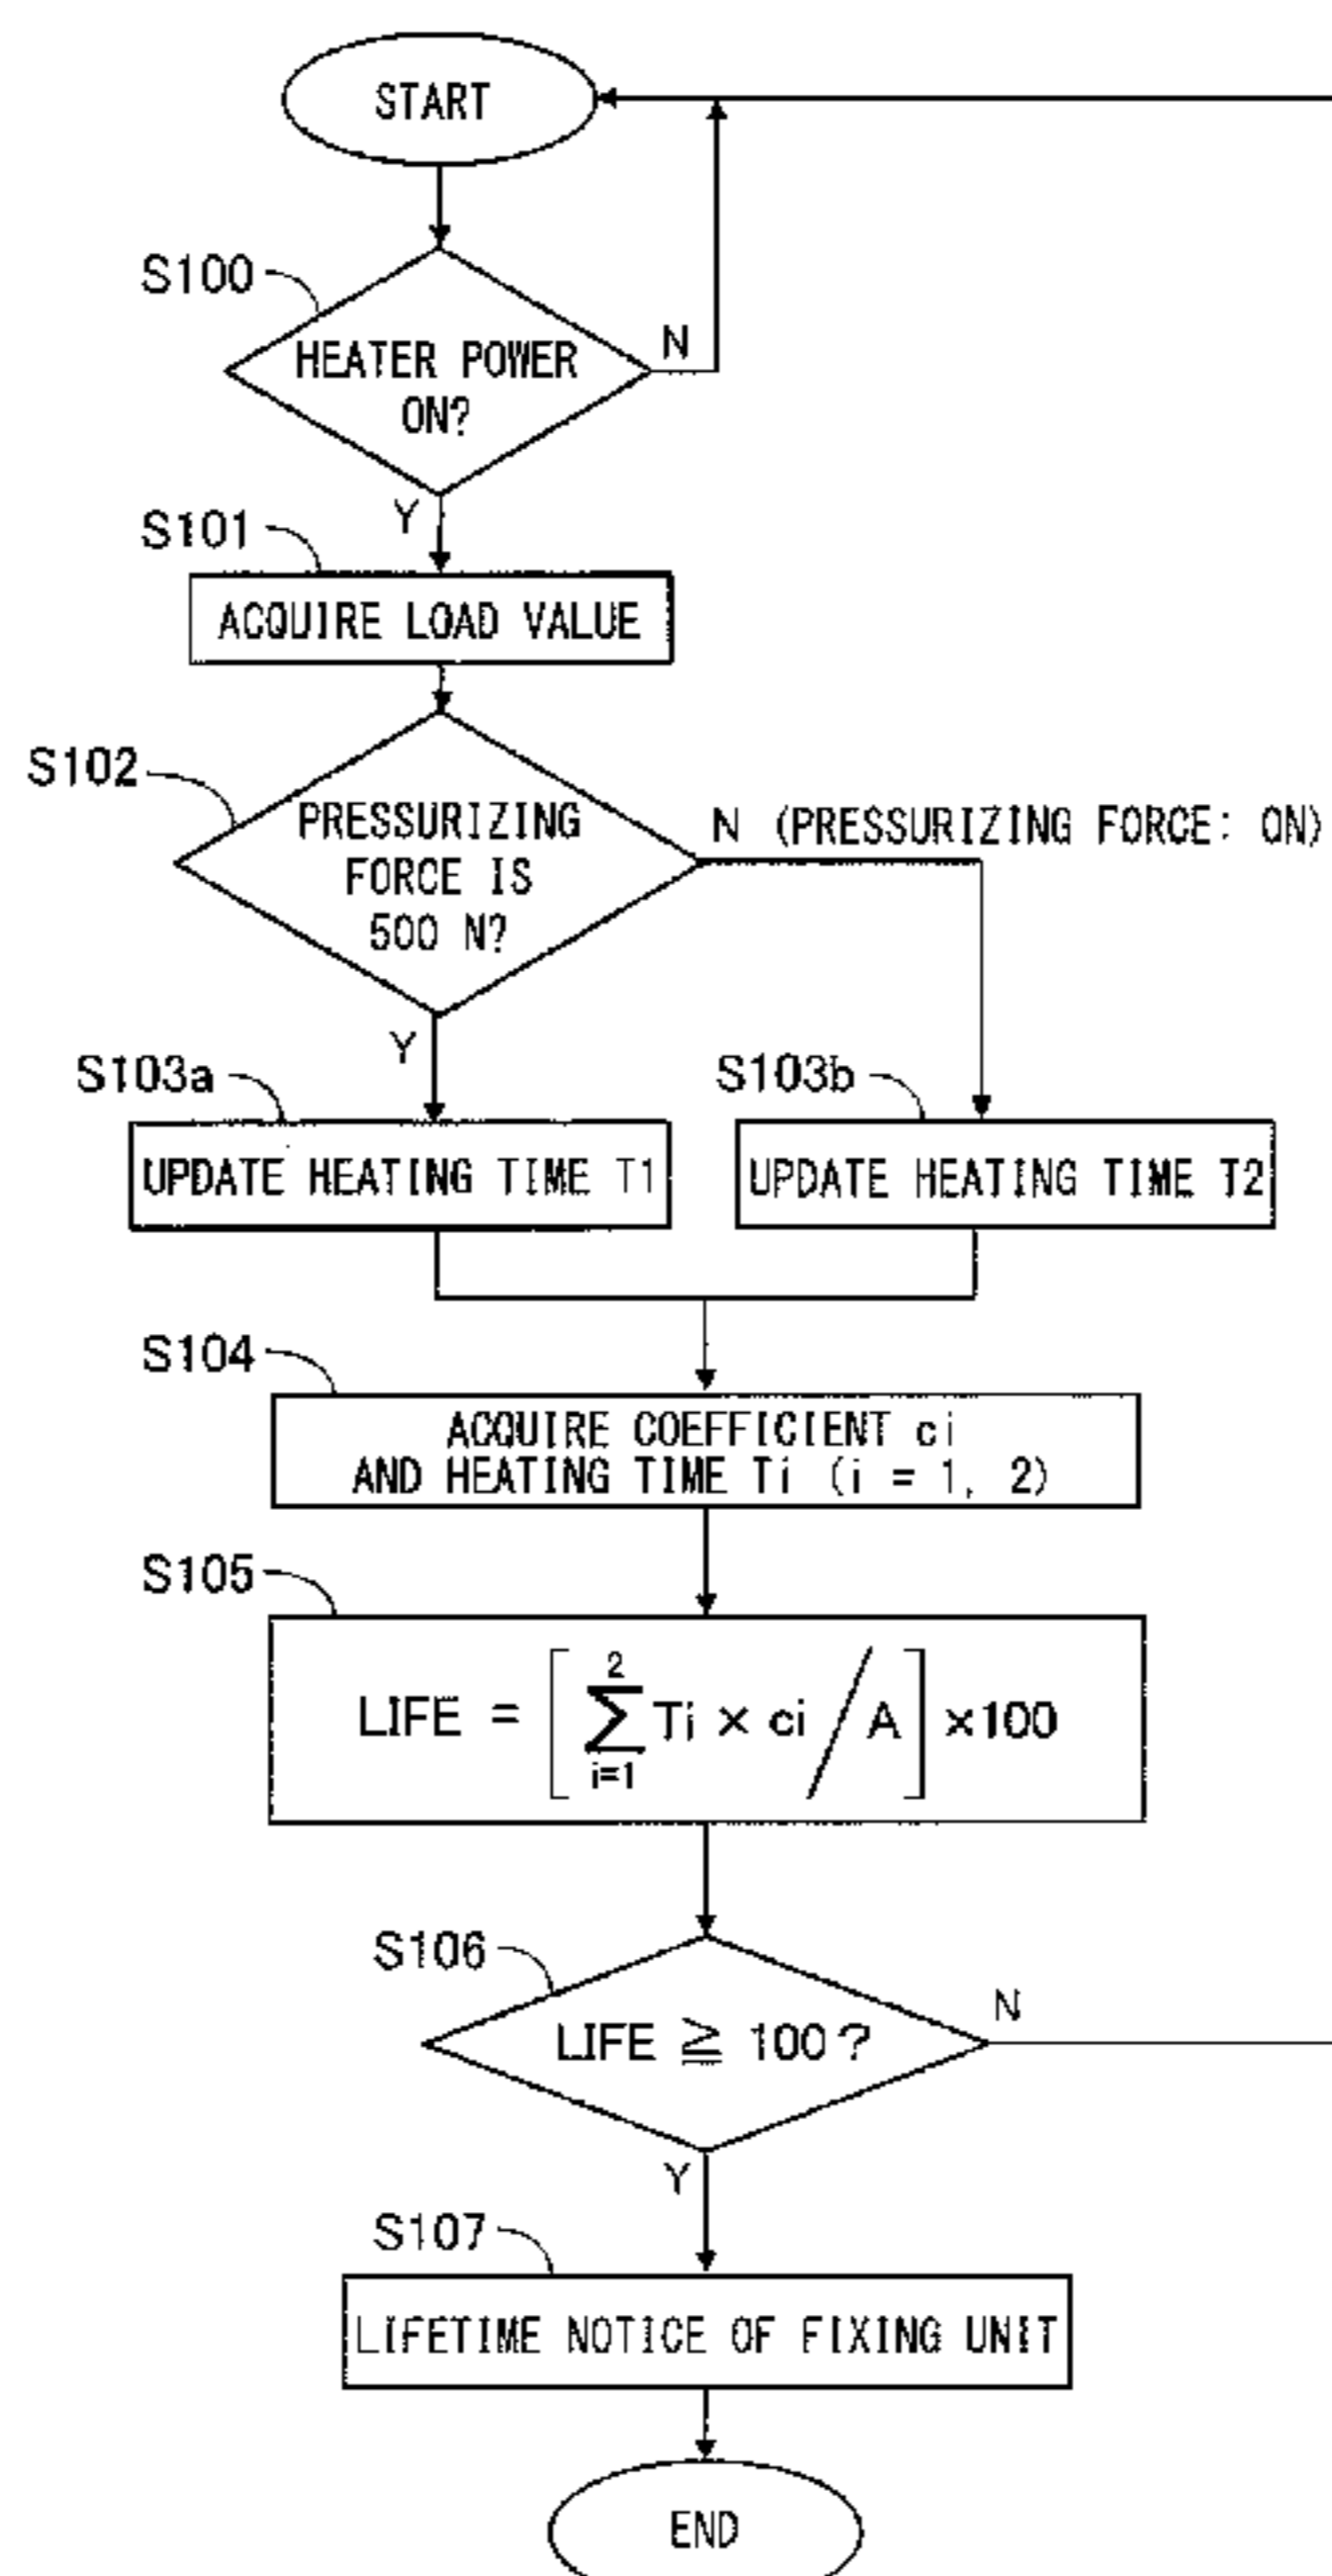 START
S100
HEATER POWER
ON?
N
Y
S101
ACQUIRE LOAD VALUE
S102
PRESSURIZING
FORCE IS
500 N?
N (PRESSURIZING FORCE: ON)
Y
S103a
S103b
UPDATE HEATING TIME T1
UPDATE HEATING TIME T2
S104
ACQUIRE COEFFICIENT ci
AND HEATING TIME Ti (i = 1, 2)
S105
LIFE = [ 2∑i=1 Ti × ci / A ] ×100
S106
LIFE ≧ 100?
N
Y
S107
LIFETIME NOTICE OF FIXING UNIT
END